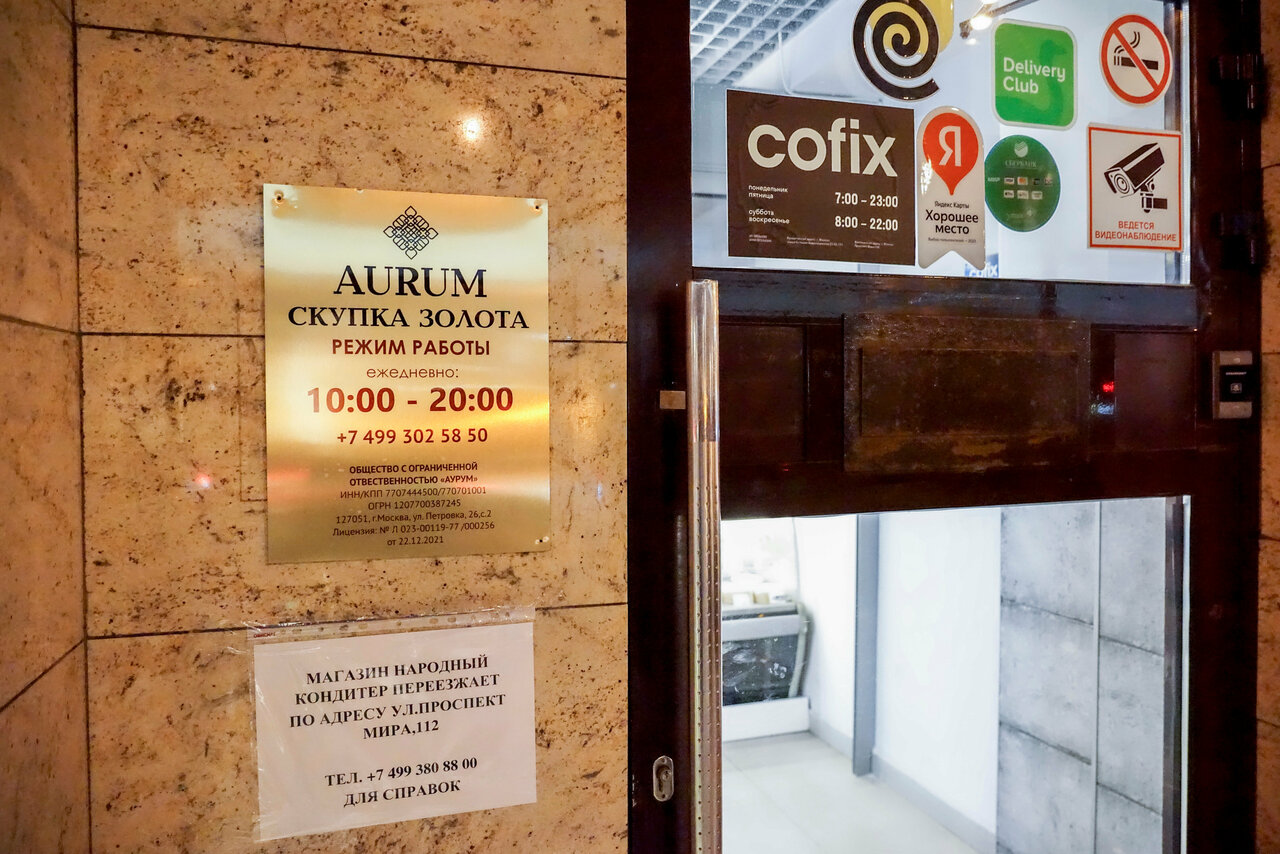 AURUM
СКУПКА ЗОЛОТА
РЕЖИМ РАБОТЫ
ежедневно:
10:00 - 20:00
+7 499 302 58 50
ОБЩЕСТВО С ОГРАНИЧЕННОЙ
ОТВЕСТВЕННОСТЬЮ «АУРУМ»
ИНН/КПП 7707444500/770701001
ОГРН 1207700387245
127051, г.Москва, ул. Петровка, 26,с.2
Лицензия: № Л 023-00119-77 /000256
от 22.12.2021
МАГАЗИН НАРОДНЫЙ
КОНДИТЕР ПЕРЕЕЗЖАЕТ
ПО АДРЕСУ УЛ.ПРОСПЕКТ
МИРА,112
ТЕЛ. +7 499 380 88 00
ДЛЯ СПРАВОК
cofix
понедельник
пятница
7:00 – 23:00
суббота
воскресенье
8:00 – 22:00
Я
Яндекс Карты
Хорошее
место
Delivery
Club
СБЕРБАНК
ВЕДЕТСЯ
ВИДЕОНАБЛЮДЕНИЕ